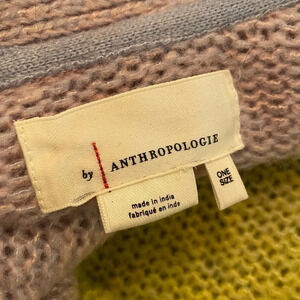 by ANTHROPOLOGIE
ONE
SIZE
made in india
fabriqué en inde